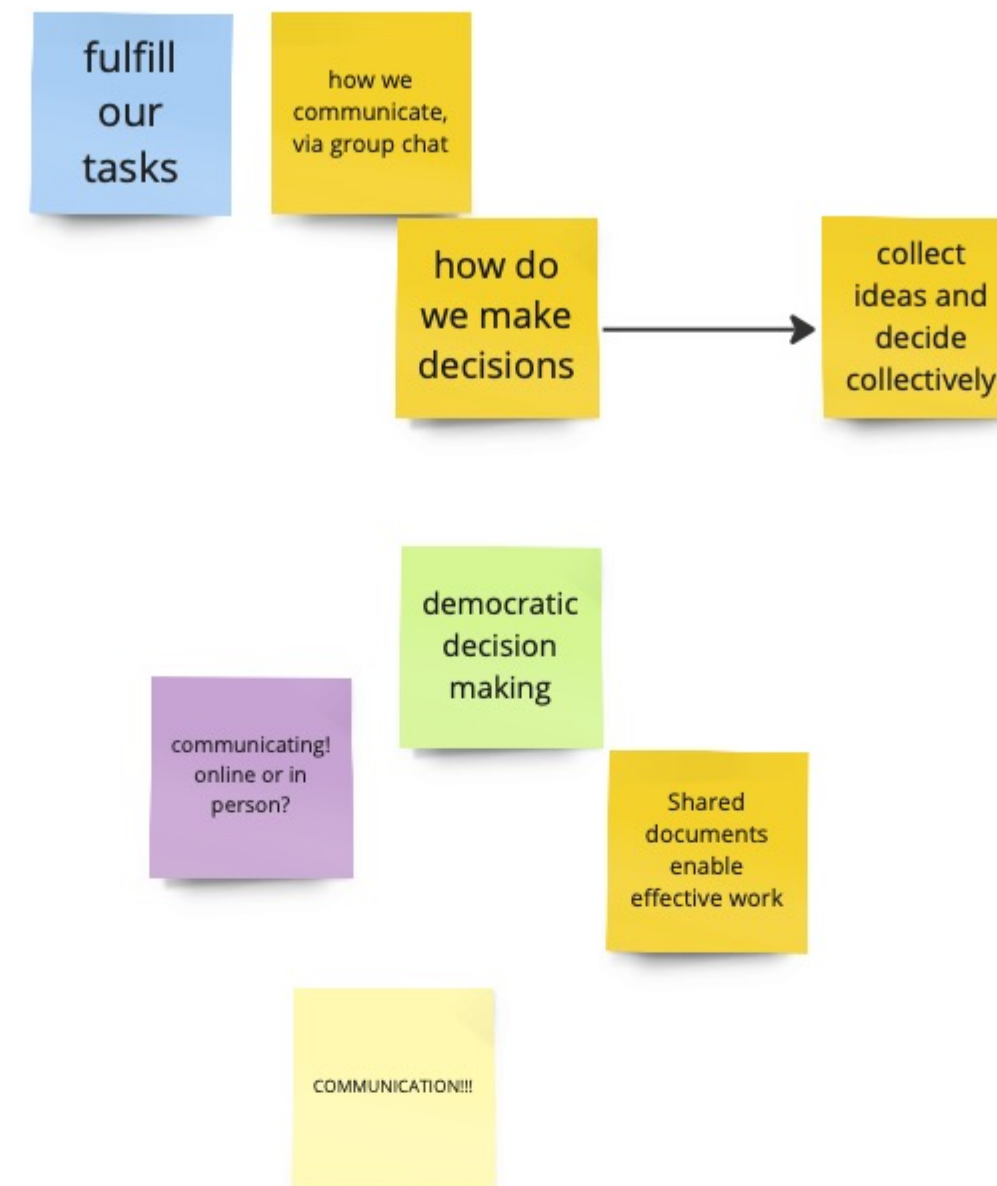 fulfill
our
tasks
how we
communicate,
via group chat
how do
we make
decisions
collect
ideas and
decide
collectively
democratic
decision
making
communicating!
online or in
person?
Shared
documents
enable
effective work
COMMUNICATION!!!